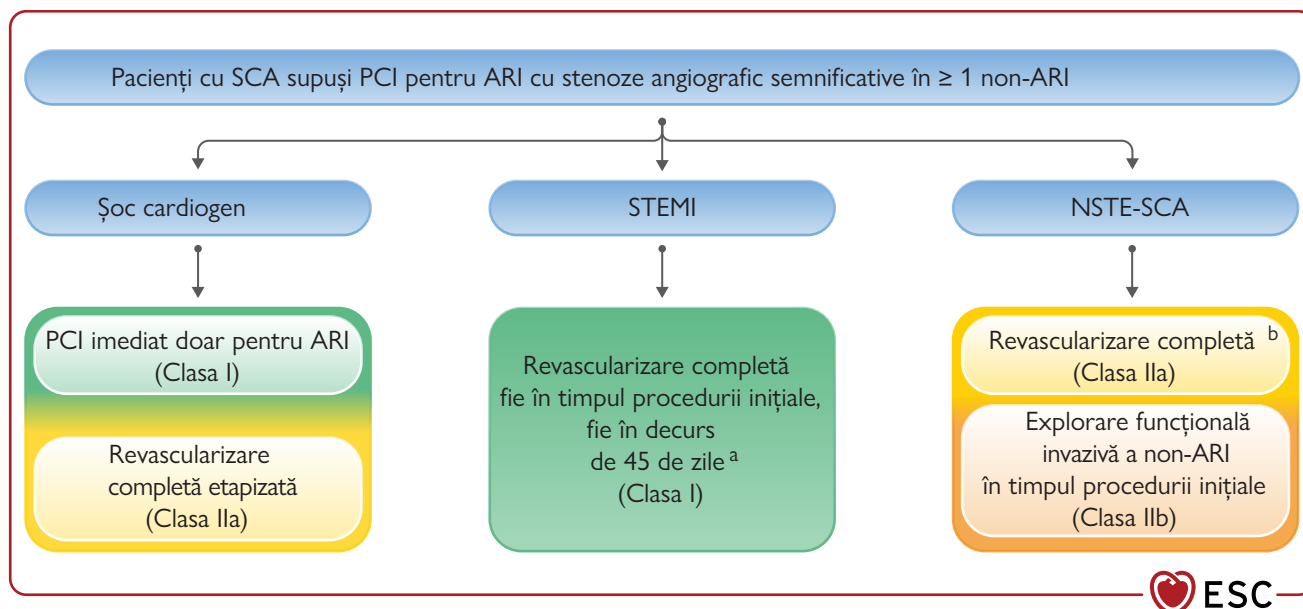 Pacienți cu SCA supuși PCI pentru ARI cu stenoze angiografic semnificative în ≥ 1 non-ARI
Șoc cardiogen
STEMI
NSTE-SCA
PCI imediat doar pentru ARI
(Clasa I)
Revascularizare
completă etapizată
(Clasa IIa)
Revascularizare completă
fie în timpul procedurii inițiale,
fie în decurs
de 45 de zile a
(Clasa I)
Revascularizare completă b
(Clasa IIa)
Explorare funcțională
invazivă a non-ARI
în timpul procedurii inițiale
(Clasa IIb)
ESC